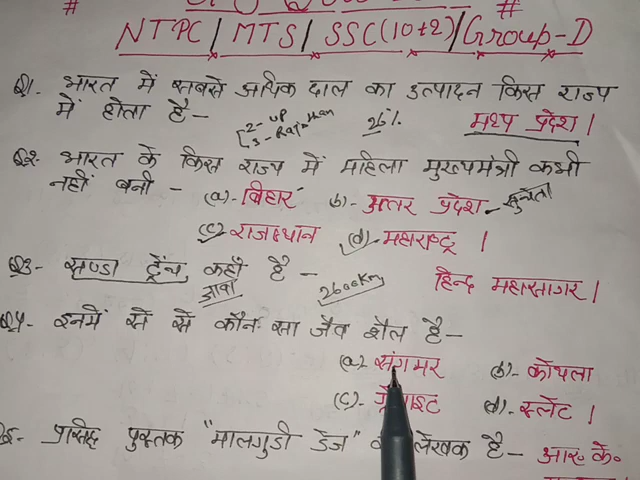 # #
NTPC/MTS/SSC(10+2)/Group-D
Q1. भारत में सबसे अधिक दाल का उत्पादन किस राज्य
में होता है- 26%. मध्य प्रदेश।
[2- UP
3- Rajasthan
Q2. भारत के किस राज्य में महिला मुख्यमंत्री कभी
नहीं बनी - (a)- बिहार (b)- उत्तर प्रदेश- सुचेता
(c)- राजस्थान (d)- महाराष्ट्र।
Q3- सुण्डा ट्रेंच कहाँ है- हिन्द महासागर।
जावा 2600km
Q4- इनमें से से कौन सा जैव शैल है-
(a)- संगमर (b)- कोयला
(c)- ग्रेनाइट (d)- स्लेट।
प्रसिद्ध पुस्तक "मालगुडी डेज" लेखक है- आर. के.